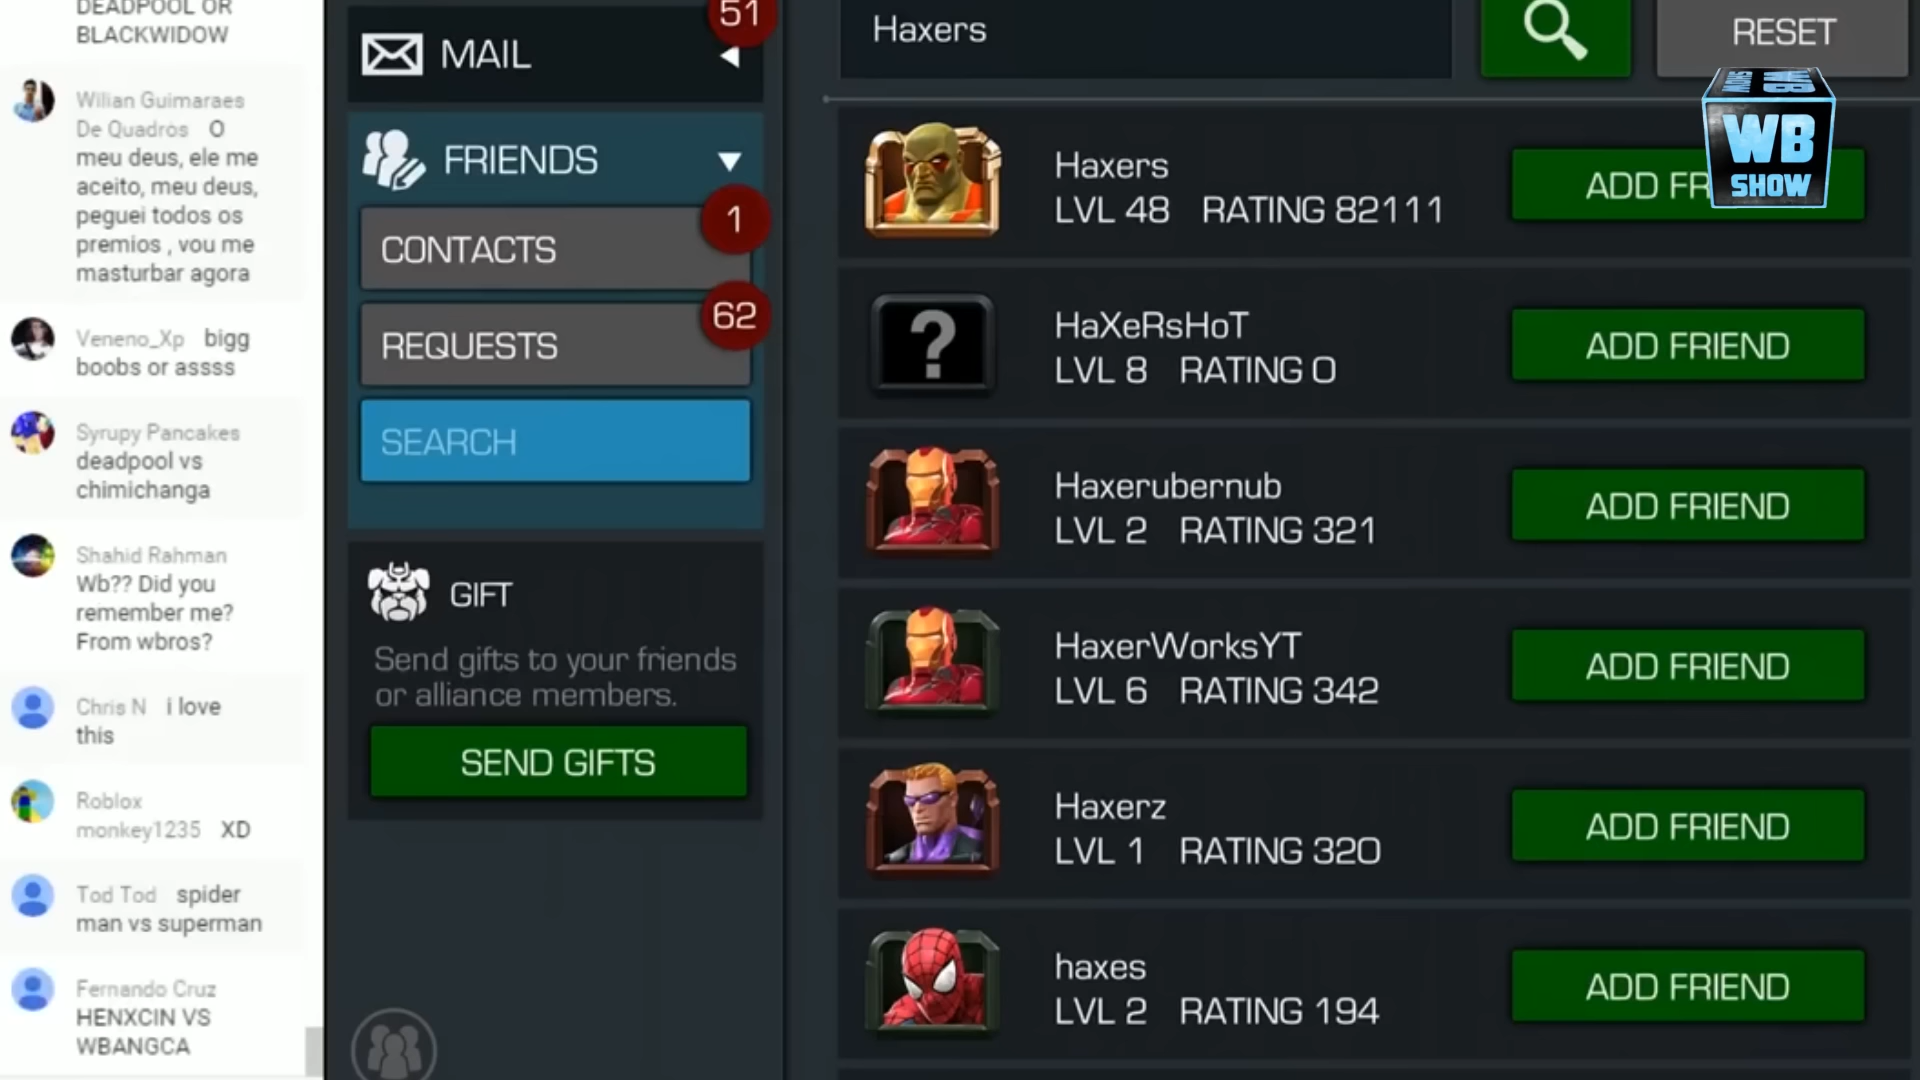 DEADPOOL OR
BLACKWIDOW
Wilian Guimaraes
De Quadros O
meu deus, ele me
aceito, meu deus,
peguei todos os
premios , vou me
masturbar agora
Veneno_Xp bigg
boobs or assss
Syrupy Pancakes
deadpool vs
chimichanga
Shahid Rahman
Wb?? Did you
remember me?
From wbros?
Chris N i love
this
Roblox
monkey1235 XD
Tod Tod spider
man vs superman
Fernando Cruz
HENXCIN VS
WBANGCA
51
MAIL
FRIENDS
1
CONTACTS
62
REQUESTS
SEARCH
GIFT
Send gifts to your friends
or alliance members.
SEND GIFTS
Haxers
RESET
WB
SHOW
WB
SHOW
Haxers
LVL 48 RATING 82111
ADD FR
HaXeRsHoT
LVL 8 RATING 0
ADD FRIEND
Haxerubernub
LVL 2 RATING 321
ADD FRIEND
HaxerWorksYT
LVL 6 RATING 342
ADD FRIEND
Haxerz
LVL 1 RATING 320
ADD FRIEND
haxes
LVL 2 RATING 194
ADD FRIEND